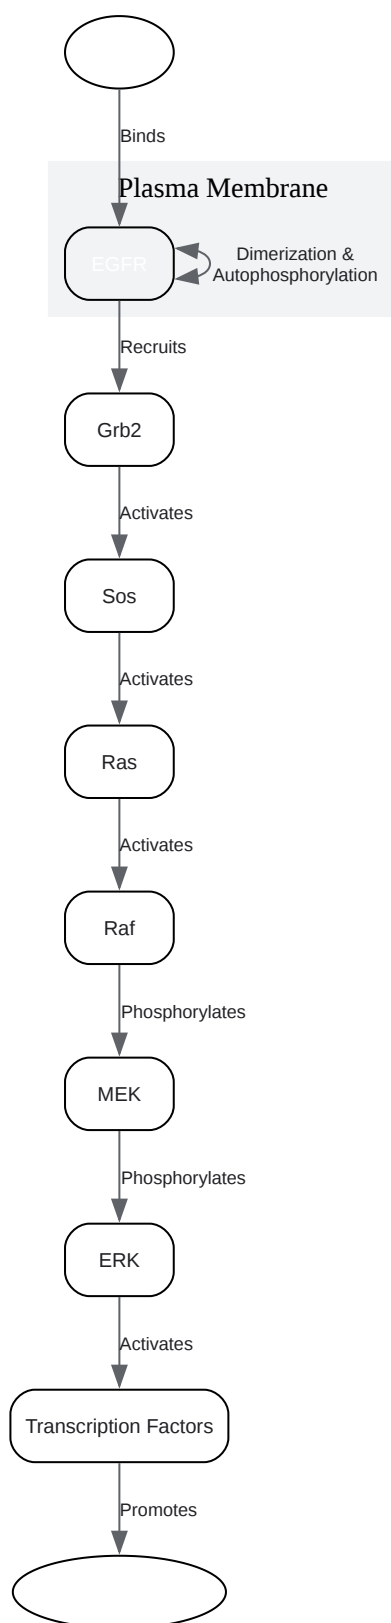 Binds
Plasma Membrane
EGFR
Dimerization &
Autophosphorylation
Recruits
Grb2
Activates
Sos
Activates
Ras
Activates
Raf
Phosphorylates
MEK
Phosphorylates
ERK
Activates
Transcription Factors
Promotes